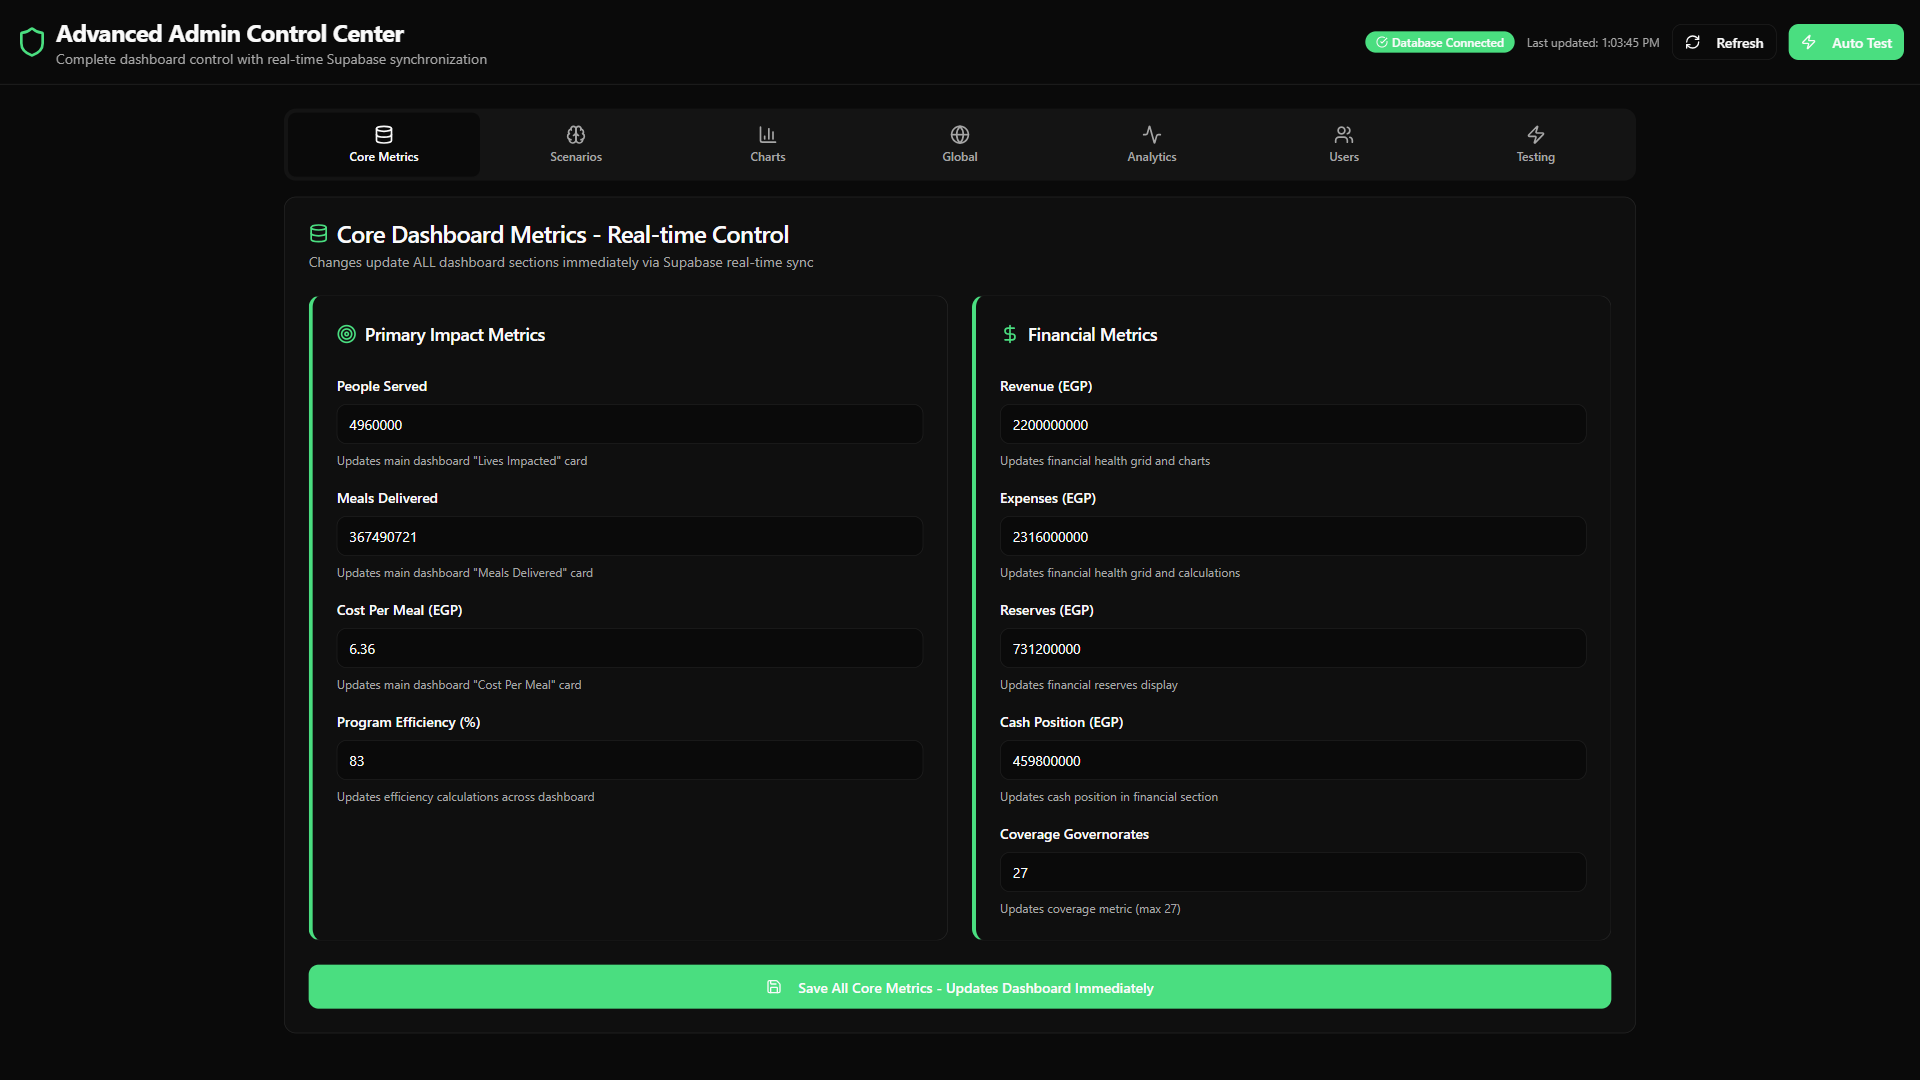 Advanced Admin Control Center
Complete dashboard control with real-time Supabase synchronization
Database Connected
Last updated: 1:03:45 PM
Refresh
Auto Test
Core Metrics
Scenarios
Charts
Global
Analytics
Users
Testing
Core Dashboard Metrics - Real-time Control
Changes update ALL dashboard sections immediately via Supabase real-time sync
Primary Impact Metrics
People Served
4960000
Updates main dashboard "Lives Impacted" card
Meals Delivered
367490721
Updates main dashboard "Meals Delivered" card
Cost Per Meal (EGP)
6.36
Updates main dashboard "Cost Per Meal" card
Program Efficiency (%)
83
Updates efficiency calculations across dashboard
Financial Metrics
Revenue (EGP)
2200000000
Updates financial health grid and charts
Expenses (EGP)
2316000000
Updates financial health grid and calculations
Reserves (EGP)
731200000
Updates financial reserves display
Cash Position (EGP)
459800000
Updates cash position in financial section
Coverage Governorates
27
Updates coverage metric (max 27)
Save All Core Metrics - Updates Dashboard Immediately